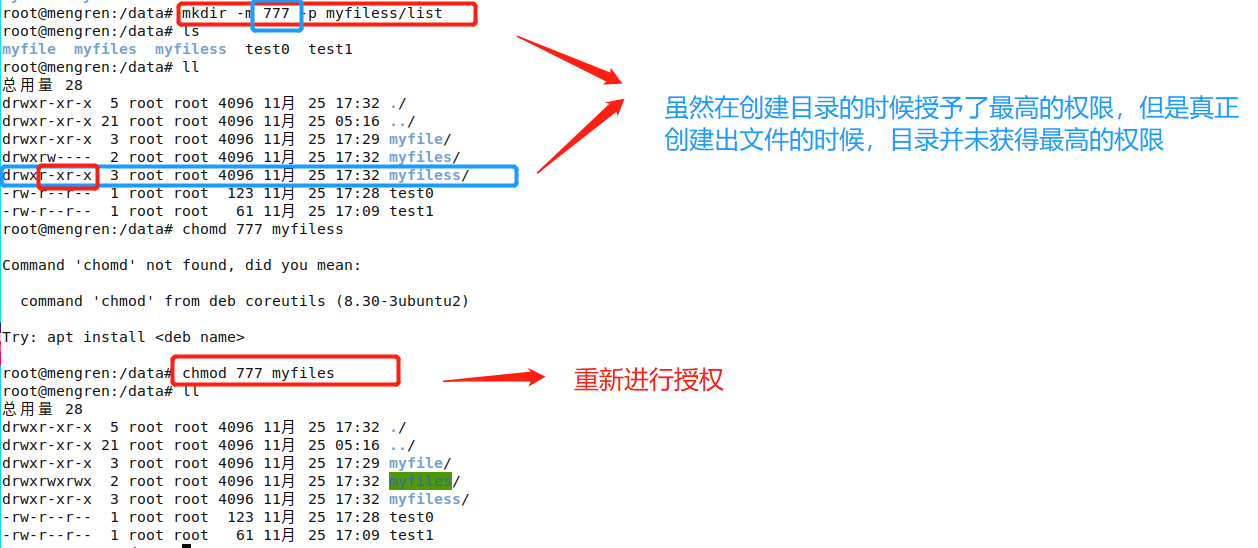 root@mengren:/data# mkdir -m 777 -p myfiless/list
root@mengren:/data# ls
myfile  myfiles  myfiless  test0  test1
root@mengren:/data# ll
总用量 28
drwxr-xr-x  5 root root 4096 11月  25 17:32 ./
drwxr-xr-x 21 root root 4096 11月  25 05:16 ../
drwxr-xr-x  3 root root 4096 11月  25 17:29 myfile/
drwxrw----  2 root root 4096 11月  25 17:32 myfiles/
drwxr-xr-x  3 root root 4096 11月  25 17:32 myfiless/
-rw-r--r--  1 root root  123 11月  25 17:28 test0
-rw-r--r--  1 root root   61 11月  25 17:09 test1
虽然在创建目录的时候授予了最高的权限，但是真正
创建出文件的时候，目录并未获得最高的权限
root@mengren:/data# chomd 777 myfiless
Command 'chomd' not found, did you mean:
command 'chmod' from deb coreutils (8.30-3ubuntu2)
Try: apt install <deb name>
root@mengren:/data# chmod 777 myfiles
重新进行授权
root@mengren:/data# ll
总用量 28
drwxr-xr-x  5 root root 4096 11月  25 17:32 ./
drwxr-xr-x 21 root root 4096 11月  25 05:16 ../
drwxr-xr-x  3 root root 4096 11月  25 17:29 myfile/
drwxrwxrwx  2 root root 4096 11月  25 17:32 myfiles/
drwxr-xr-x  3 root root 4096 11月  25 17:32 myfiless/
-rw-r--r--  1 root root  123 11月  25 17:28 test0
-rw-r--r--  1 root root   61 11月  25 17:09 test1